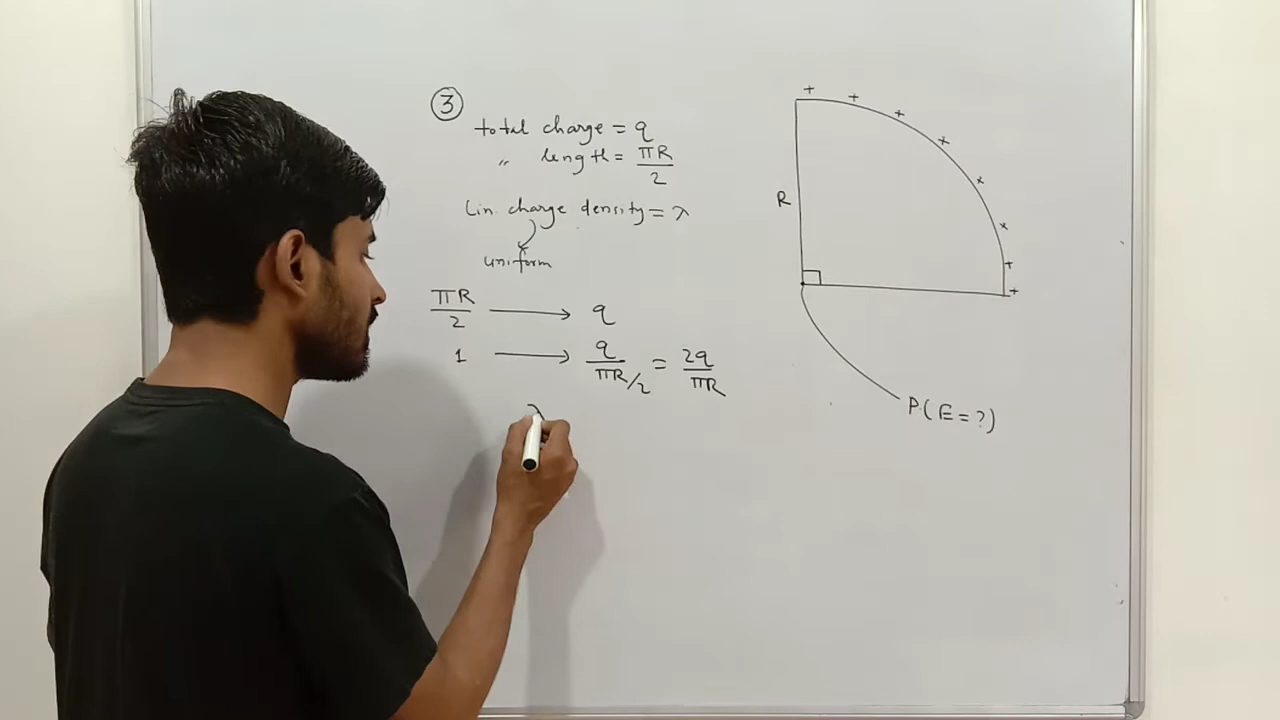 ③
total charge = q
" length = πR/2
Lin. charge density = λ
uniform
πR/2 → q
1 → q/πR/2 = 2q/πR
λ
R
+ + + + + + + +
P(E = ?)